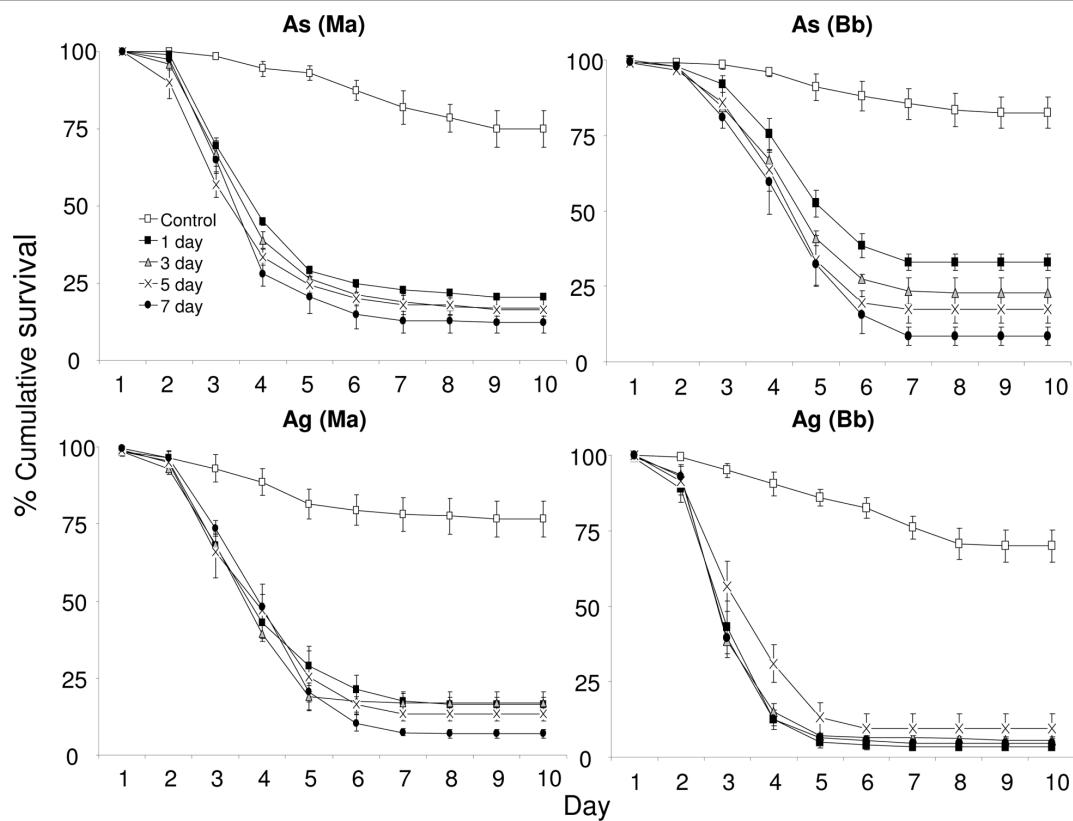 As (Ma)
As (Bb)
% Cumulative survival
100
75
50
25
0
Control
1 day
3 day
5 day
7 day
1 2 3 4 5 6 7 8 9 10
100
75
50
25
0
1 2 3 4 5 6 7 8 9 10
Ag (Ma)
Ag (Bb)
100
75
50
25
0
1 2 3 4 5 6 7 8 9 10
100
75
50
25
0
1 2 3 4 5 6 7 8 9 10
Day